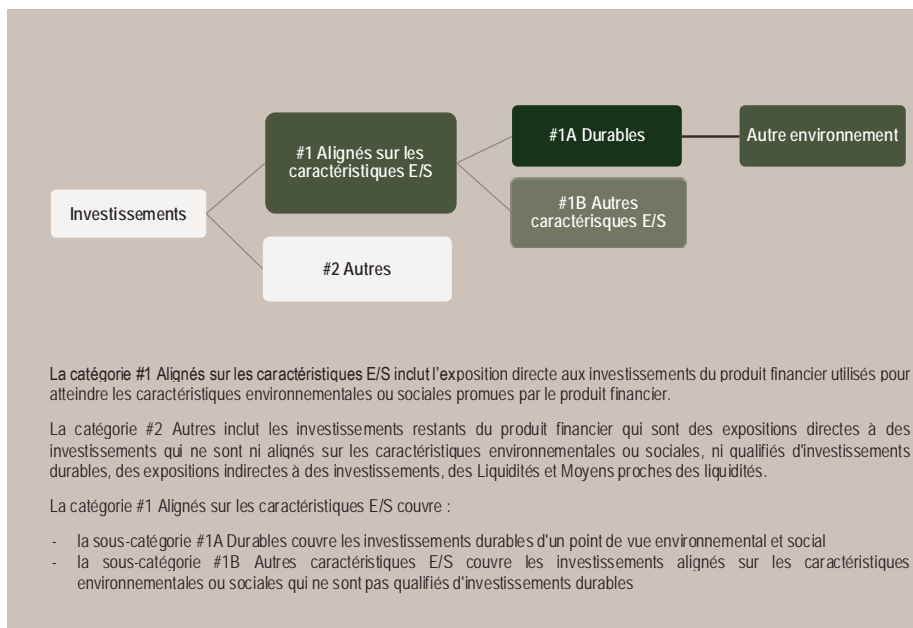 #1 Alignés sur les
caractéristiques E/S
#1A Durables
Autre environnement
#1B Autres
caractérisques E/S
Investissements
#2 Autres
La catégorie #1 Alignés sur les caractéristiques E/S inclut l'exposition directe aux investissements du produit financier utilisés pour
atteindre les caractéristiques environnementales ou sociales promues par le produit financier.
La catégorie #2 Autres inclut les investissements restants du produit financier qui sont des expositions directes à des
investissements qui ne sont ni alignés sur les caractéristiques environnementales ou sociales, ni qualifiés d'investissements
durables, des expositions indirectes à des investissements, des Liquidités et Moyens proches des liquidités.
La catégorie #1 Alignés sur les caractéristiques E/S couvre :
- la sous-catégorie #1A Durables couvre les investissements durables d'un point de vue environnemental et social
- la sous-catégorie #1B Autres caractéristiques E/S couvre les investissements alignés sur les caractéristiques
environnementales ou sociales qui ne sont pas qualifiés d'investissements durables